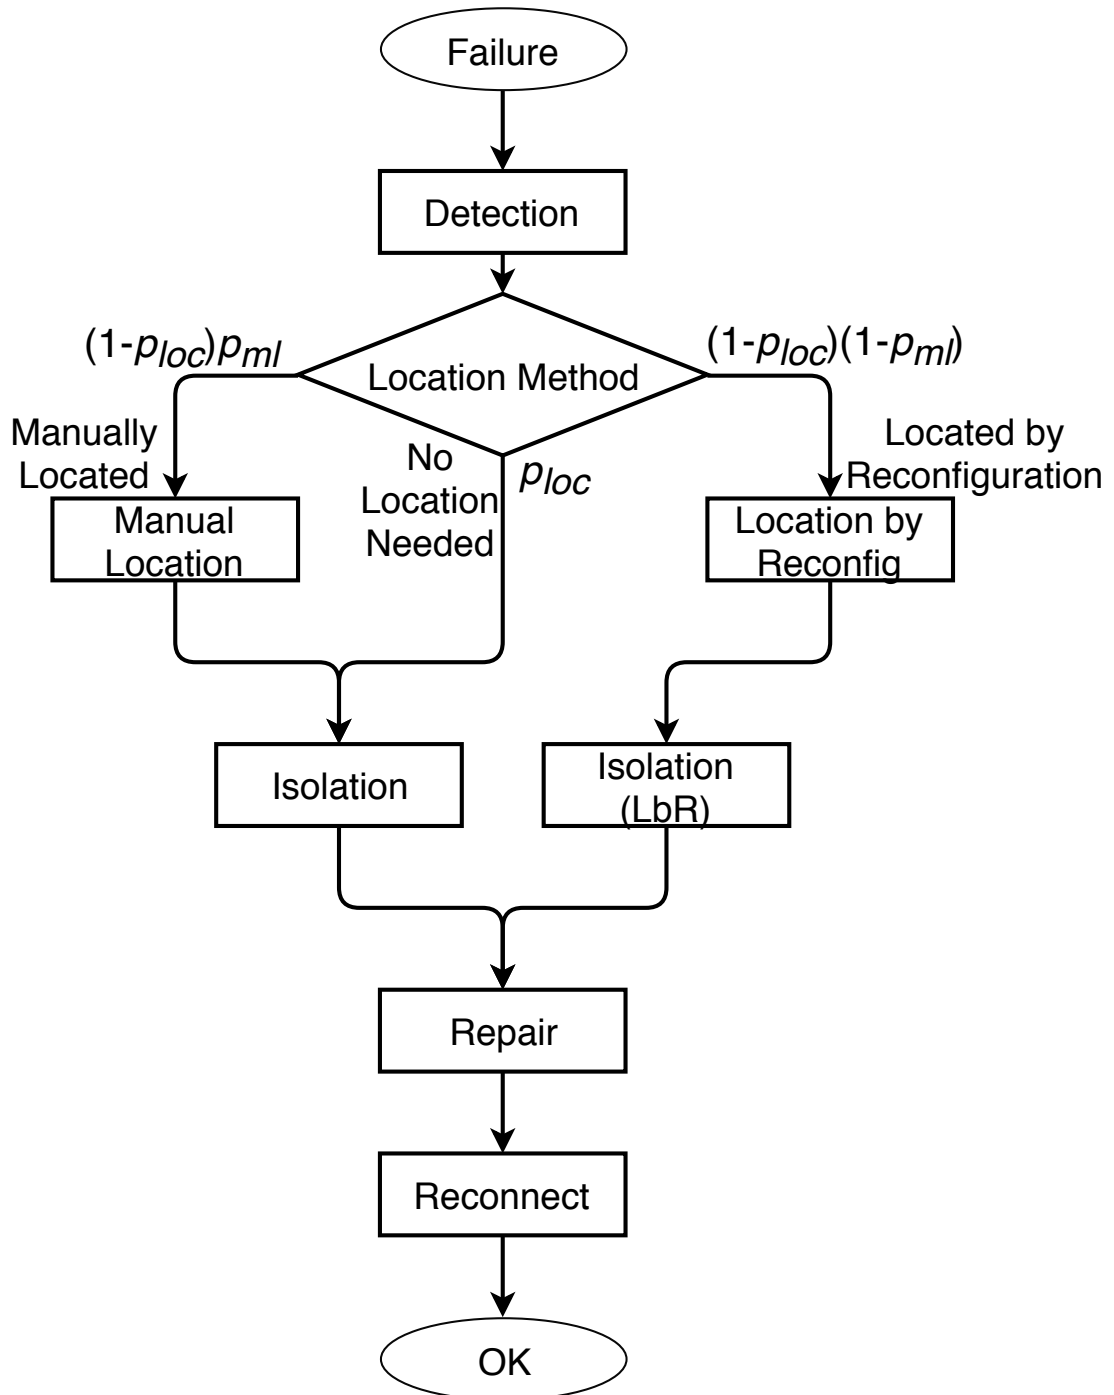 Failure
Detection
(1-p_loc)p_ml
(1-p_loc)(1-p_ml)
Location Method
Manually
Located
No
Location
Needed
p_loc
Located by
Reconfiguration
Manual
Location
Location by
Reconfig
Isolation
Isolation
(LbR)
Repair
Reconnect
OK